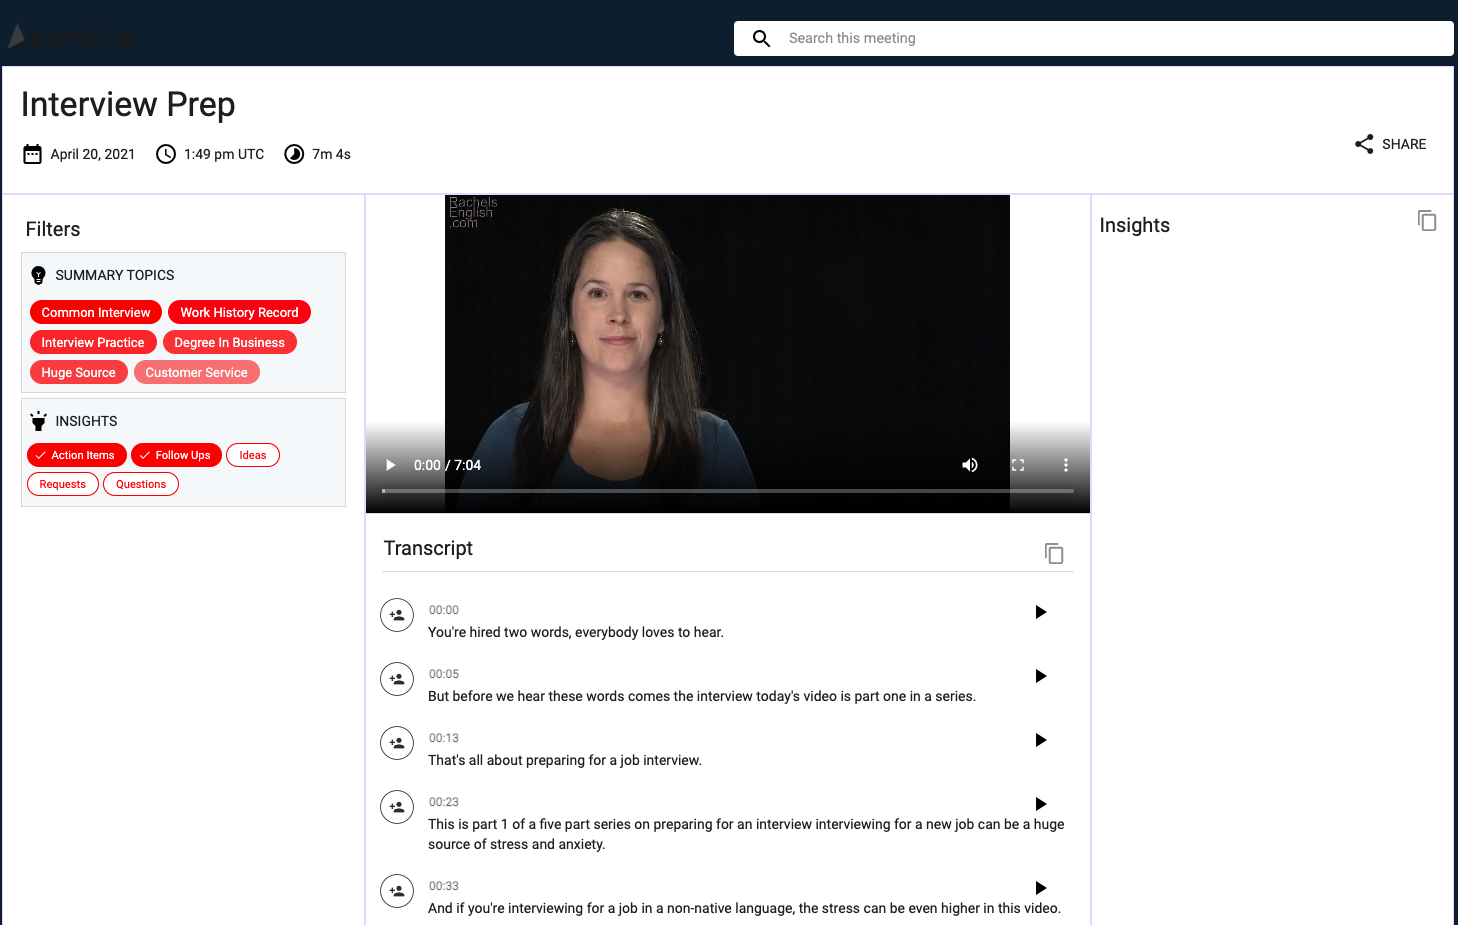 symbl.ai
Search this meeting
Interview Prep
April 20, 2021
1:49 pm UTC
7m 4s
SHARE
Filters
SUMMARY TOPICS
Common Interview
Work History Record
Interview Practice
Degree In Business
Huge Source
Customer Service
INSIGHTS
Action Items
Follow Ups
Ideas
Requests
Questions
Rachels
English
.com
0:00 / 7:04
Transcript
00:00
You're hired two words, everybody loves to hear.
00:05
But before we hear these words comes the interview today's video is part one in a series.
00:13
That's all about preparing for a job interview.
00:23
This is part 1 of a five part series on preparing for an interview interviewing for a new job can be a huge
source of stress and anxiety.
00:33
And if you're interviewing for a job in a non-native language, the stress can be even higher in this video.
Insights